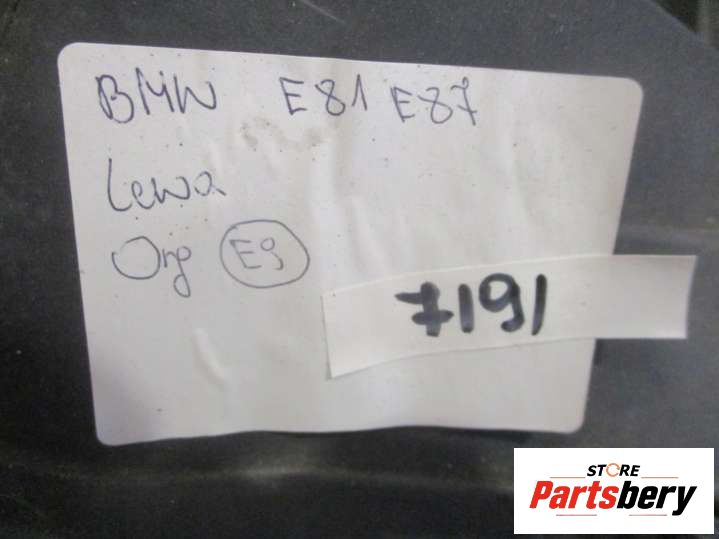 BMW E81 E87
Lewa
Org E9
7191
STORE
Partsbery